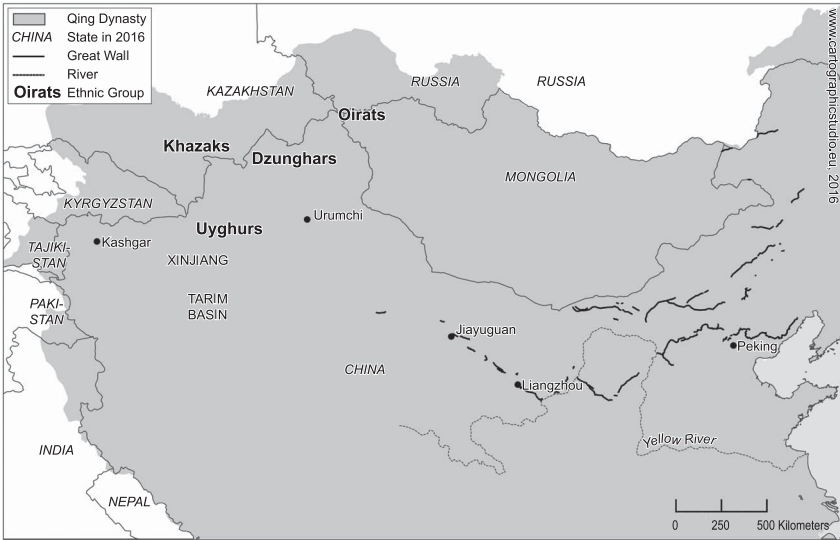 Qing Dynasty
CHINA State in 2016
Great Wall
River
Oirats Ethnic Group
www.cartographicstudio.eu, 2016
RUSSIA
RUSSIA
KAZAKHSTAN
Oirats
Khazaks
Dzunghars
MONGOLIA
KYRGYZSTAN
Urumchi
Uyghurs
Kashgar
TAJIKI-
STAN
XINJIANG
TARIM
BASIN
PAKI-
STAN
Jiayuguan
Peking
CHINA
Liangzhou
Yellow River
INDIA
NEPAL
0 250 500 Kilometers